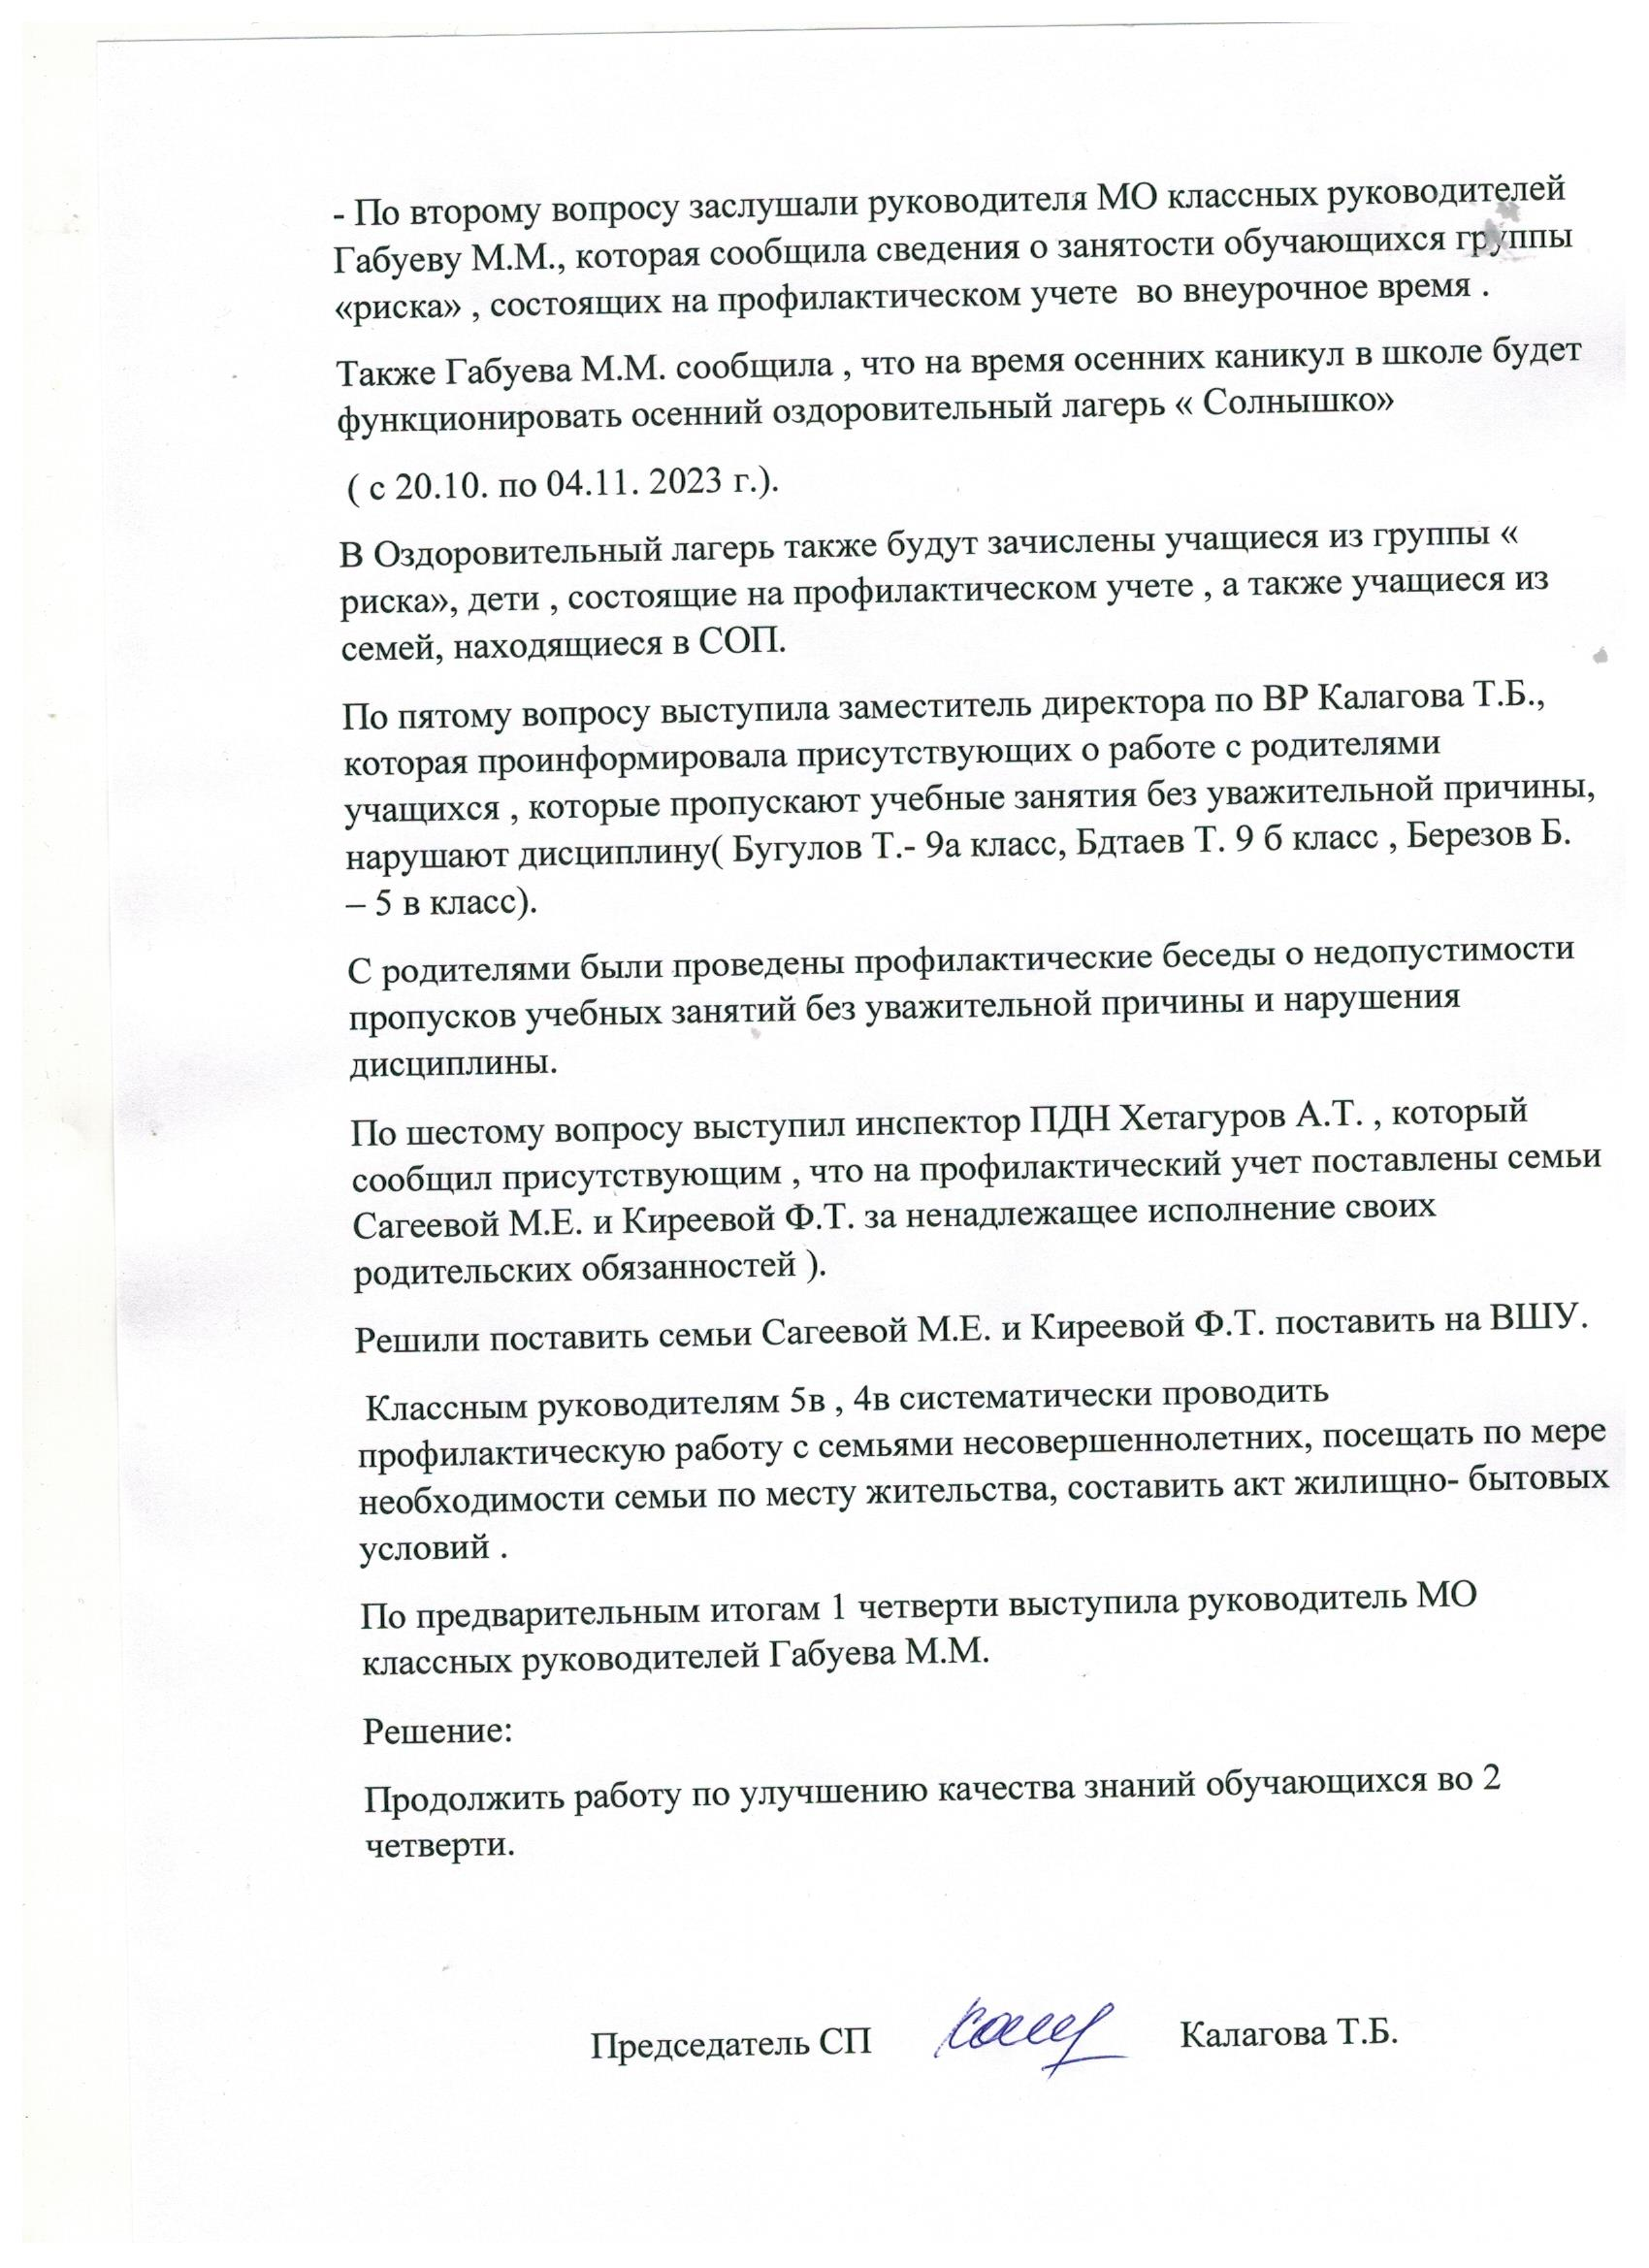 - По второму вопросу заслушали руководителя МО классных руководителей
Габуеву М.М., которая сообщила сведения о занятости обучающихся группы
«риска» , состоящих на профилактическом учете  во внеурочное время .
Также Габуева М.М. сообщила , что на время осенних каникул в школе будет
функционировать осенний оздоровительный лагерь « Солнышко»
( с 20.10. по 04.11. 2023 г.).
В Оздоровительный лагерь также будут зачислены учащиеся из группы «
риска», дети , состоящие на профилактическом учете , а также учащиеся из
семей, находящиеся в СОП.
По пятому вопросу выступила заместитель директора по ВР Калагова Т.Б.,
которая проинформировала присутствующих о работе с родителями
учащихся , которые пропускают учебные занятия без уважительной причины,
нарушают дисциплину( Бугулов Т.- 9а класс, Бдтаев Т. 9 б класс , Березов Б.
– 5 в класс).
С родителями были проведены профилактические беседы о недопустимости
пропусков учебных занятий без уважительной причины и нарушения
дисциплины.
По шестому вопросу выступил инспектор ПДН Хетагуров А.Т. , который
сообщил присутствующим , что на профилактический учет поставлены семьи
Сагеевой М.Е. и Киреевой Ф.Т. за ненадлежащее исполнение своих
родительских обязанностей ).
Решили поставить семьи Сагеевой М.Е. и Киреевой Ф.Т. поставить на ВШУ.
Классным руководителям 5в , 4в систематически проводить
профилактическую работу с семьями несовершеннолетних, посещать по мере
необходимости семьи по месту жительства, составить акт жилищно- бытовых
условий .
По предварительным итогам 1 четверти выступила руководитель МО
классных руководителей Габуева М.М.
Решение:
Продолжить работу по улучшению качества знаний обучающихся во 2
четверти.
Председатель СП Калагова Т.Б.